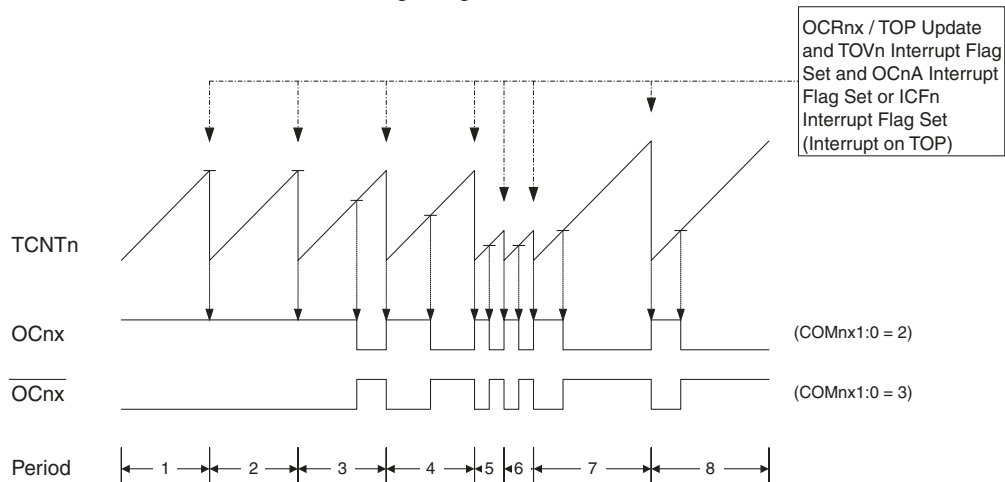 OCRnx / TOP Update
and TOVn Interrupt Flag
Set and OCnA Interrupt
Flag Set or ICFn
Interrupt Flag Set
(Interrupt on TOP)
TCNTn
OCnx
(COMnx1:0 = 2)
OCnx
(COMnx1:0 = 3)
Period
1 2 3 4 5 6 7 8